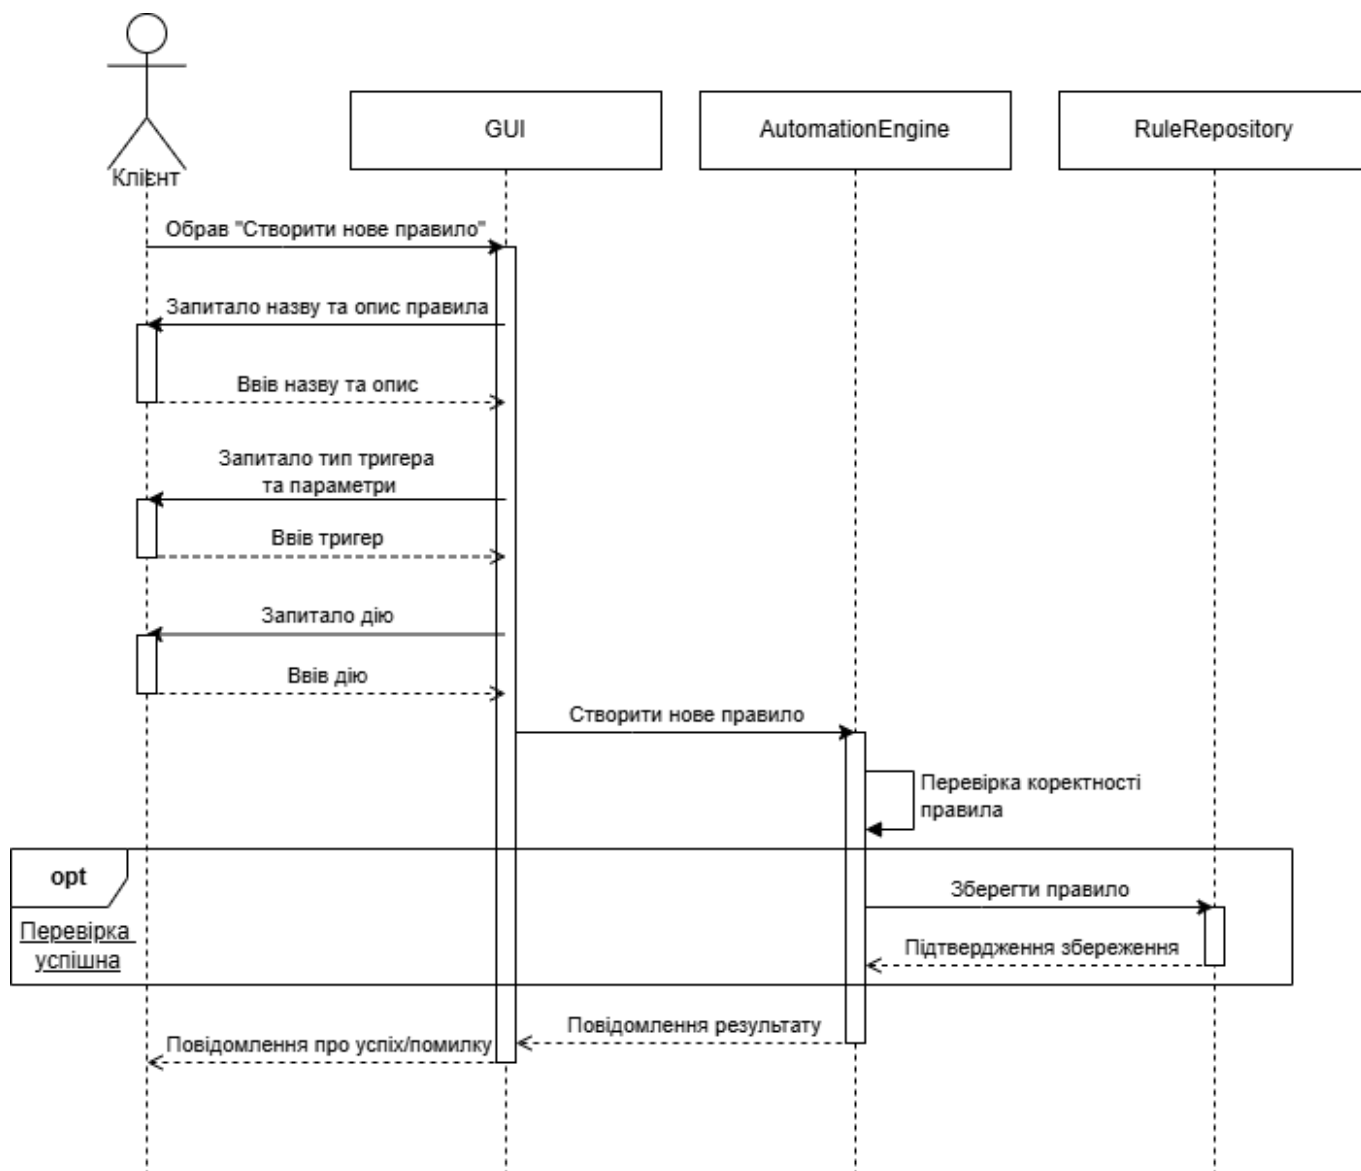 Клієнт
GUI
AutomationEngine
RuleRepository
Обрав "Створити нове правило"
Запитало назву та опис правила
Ввів назву та опис
Запитало тип тригера
та параметри
Ввів тригер
Запитало дію
Ввів дію
Створити нове правило
Перевірка коректності
правила
opt
Перевірка
успішна
Зберегти правило
Підтвердження збереження
Повідомлення результату
Повідомлення про успіх/помилку